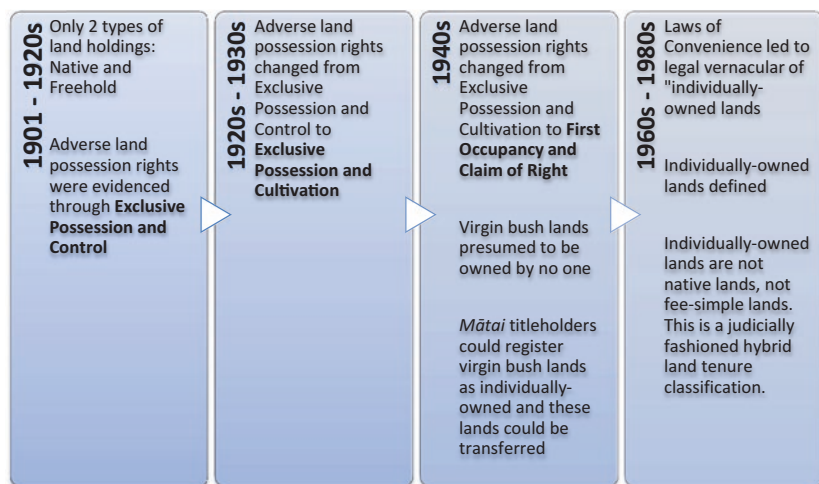 1901 - 1920s
Only 2 types of
land holdings:
Native and
Freehold
Adverse land
possession rights
were evidenced
through Exclusive
Possession and
Control
1920s - 1930s
Adverse land
possession rights
changed from
Exclusive
Possession and
Control to
Exclusive
Possession and
Cultivation
1940s
Adverse land
possession rights
changed from
Exclusive
Possession and
Cultivation to First
Occupancy and
Claim of Right
Virgin bush lands
presumed to be
owned by no one
Mātai titleholders
could register
virgin bush lands
as individually-
owned and these
lands could be
transferred
1960s - 1980s
Laws of
Convenience led to
legal vernacular of
"individually-
owned lands
Individually-owned
lands defined
Individually-owned
lands are not
native lands, not
fee-simple lands.
This is a judicially
fashioned hybrid
land tenure
classification.